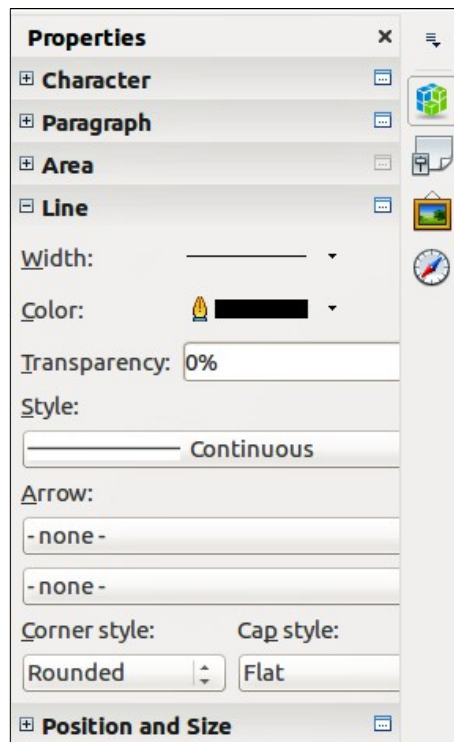 Properties
Character
Paragraph
Area
Line
Width:
Color:
Transparency: 0%
Style:
Continuous
Arrow:
- none -
- none -
Corner style: Cap style:
Rounded Flat
Position and Size